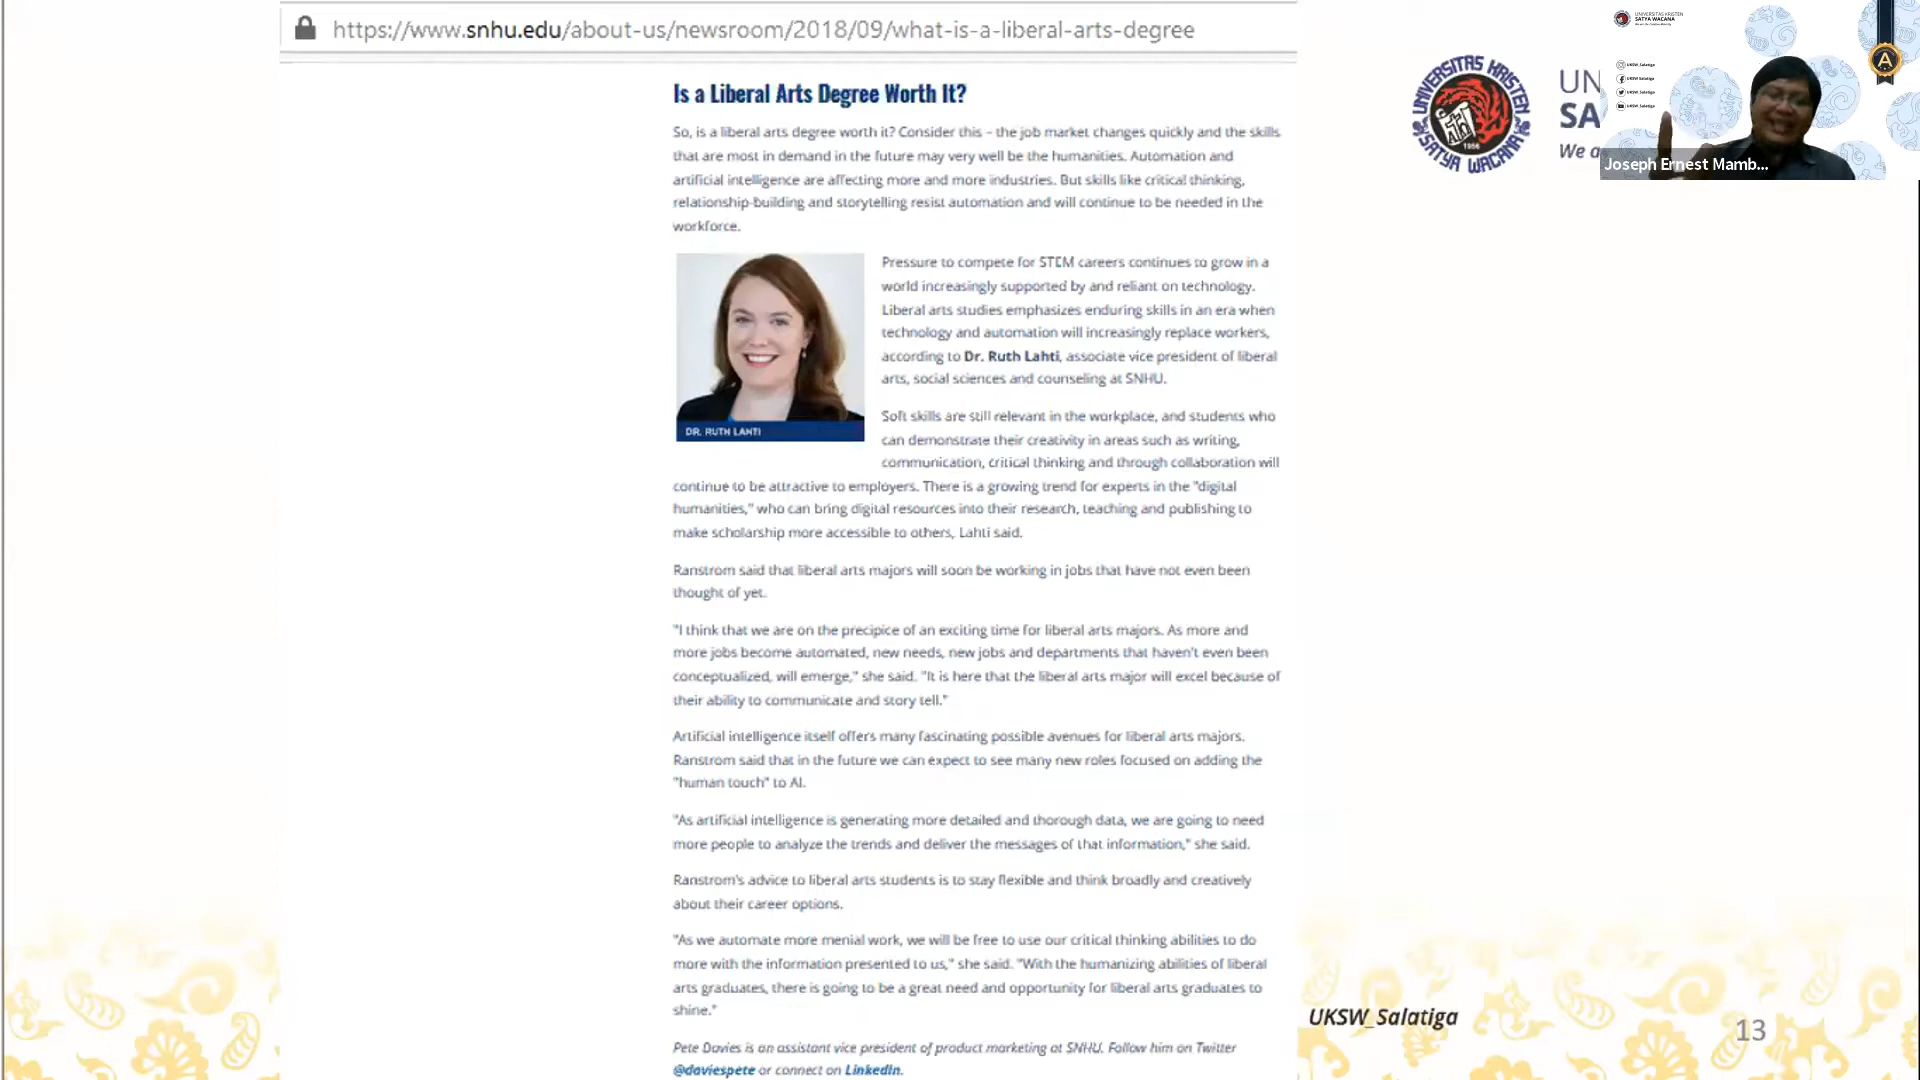 https://www.snhu.edu/about-us/newsroom/2018/09/what-is-a-liberal-arts-degree
Is a Liberal Arts Degree Worth It?
So, is a liberal arts degree worth it? Consider this – the job market changes quickly and the skills
that are most in demand in the future may very well be the humanities. Automation and
artificial intelligence are affecting more and more industries. But skills like critical thinking,
relationship-building and storytelling resist automation and will continue to be needed in the
workforce.
Pressure to compete for STEM careers continues to grow in a
world increasingly supported by and reliant on technology.
Liberal arts studies emphasizes enduring skills in an era when
technology and automation will increasingly replace workers,
according to Dr. Ruth Lahti, associate vice president of liberal
arts, social sciences and counseling at SNHU.
DR. RUTH LAHTI
Soft skills are still relevant in the workplace, and students who
can demonstrate their creativity in areas such as writing,
communication, critical thinking and through collaboration will
continue to be attractive to employers. There is a growing trend for experts in the "digital
humanities," who can bring digital resources into their research, teaching and publishing to
make scholarship more accessible to others, Lahti said.
Ranstrom said that liberal arts majors will soon be working in jobs that have not even been
thought of yet.
"I think that we are on the precipice of an exciting time for liberal arts majors. As more and
more jobs become automated, new needs, new jobs and departments that haven't even been
conceptualized, will emerge," she said. "It is here that the liberal arts major will excel because of
their ability to communicate and story tell."
Artificial intelligence itself offers many fascinating possible avenues for liberal arts majors.
Ranstrom said that in the future we can expect to see many new roles focused on adding the
"human touch" to AI.
"As artificial intelligence is generating more detailed and thorough data, we are going to need
more people to analyze the trends and deliver the messages of that information," she said.
Ranstrom's advice to liberal arts students is to stay flexible and think broadly and creatively
about their career options.
"As we automate more menial work, we will be free to use our critical thinking abilities to do
more with the information presented to us," she said. "With the humanizing abilities of liberal
arts graduates, there is going to be a great need and opportunity for liberal arts graduates to
shine."
Pete Davies is an assistant vice president of product marketing at SNHU. Follow him on Twitter
@daviespete or connect on LinkedIn.
UNIVERSITAS KRISTEN
SATYA WACANA
1956
UN
SA
We a
UNIVERSITAS KRISTEN
SATYA WACANA
UKSW_Salatiga
UKSW Salatiga
UKSW_Salatiga
UKSW_Salatiga
A
Joseph Ernest Mamb...
UKSW_Salatiga
13